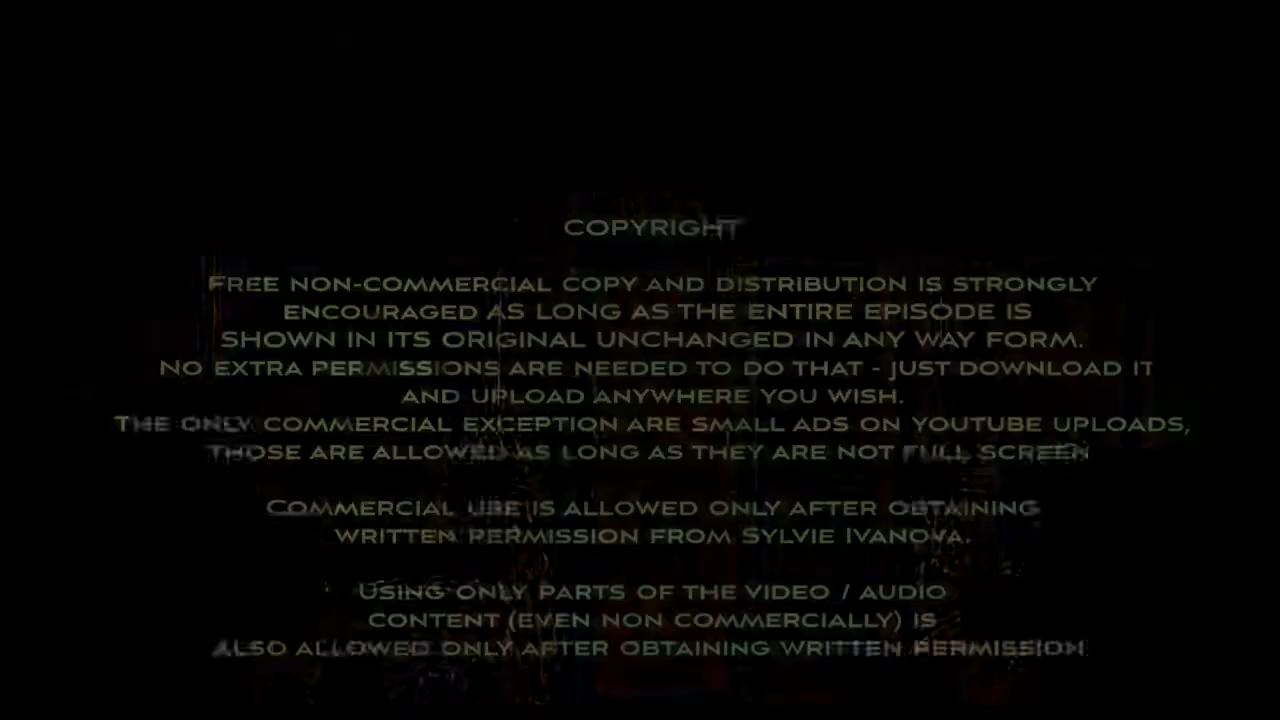 COPYRIGHT
FREE NON-COMMERCIAL COPY AND DISTRIBUTION IS STRONGLY
ENCOURAGED AS LONG AS THE ENTIRE EPISODE IS
SHOWN IN ITS ORIGINAL UNCHANGED IN ANY WAY FORM.
NO EXTRA PERMISSIONS ARE NEEDED TO DO THAT - JUST DOWNLOAD IT
AND UPLOAD ANYWHERE YOU WISH.
THE ONLY COMMERCIAL EXCEPTION ARE SMALL ADS ON YOUTUBE UPLOADS,
THOSE ARE ALLOWED AS LONG AS THEY ARE NOT FULL SCREEN
COMMERCIAL USE IS ALLOWED ONLY AFTER OBTAINING
WRITTEN PERMISSION FROM SYLVIE IVANOVA.
USING ONLY PARTS OF THE VIDEO / AUDIO
CONTENT (EVEN NON COMMERCIALLY) IS
ALSO ALLOWED ONLY AFTER OBTAINING WRITTEN PERMISSION